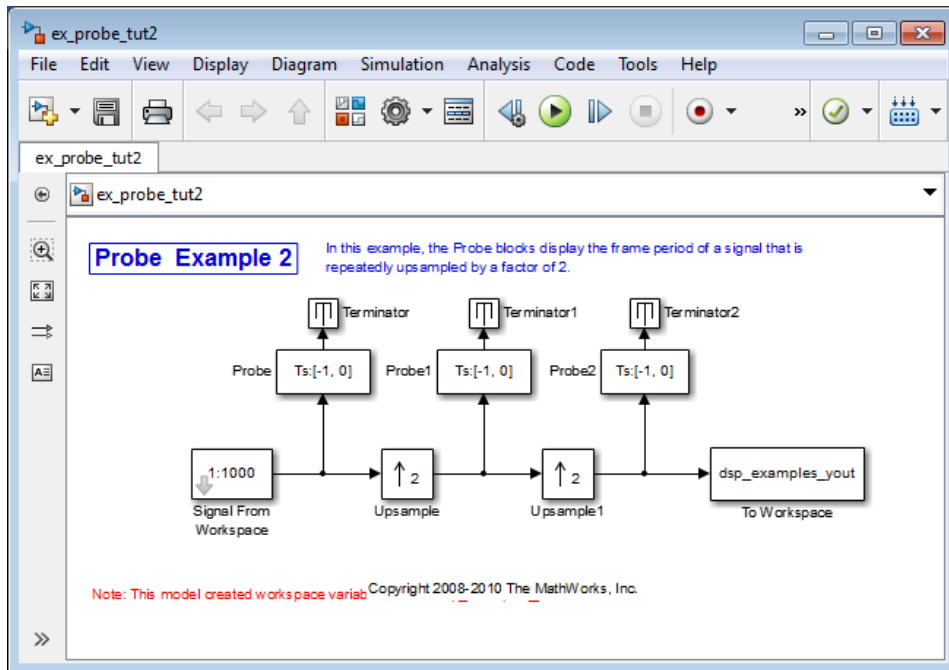 ex_probe_tut2
File Edit View Display Diagram Simulation Analysis Code Tools Help
»
ex_probe_tut2
ex_probe_tut2
Probe Example 2
In this example, the Probe blocks display the frame period of a signal that is
repeatedly upsampled by a factor of 2.
Terminator Terminator1 Terminator2
Probe Ts:[-1, 0] Probe1 Ts:[-1, 0] Probe2 Ts:[-1, 0]
1:1000 2 2 dsp_examples_yout
Signal From
Workspace
Upsample Upsample1 To Workspace
Note: This model created workspace variab
Copyright 2008-2010 The MathWorks, Inc.